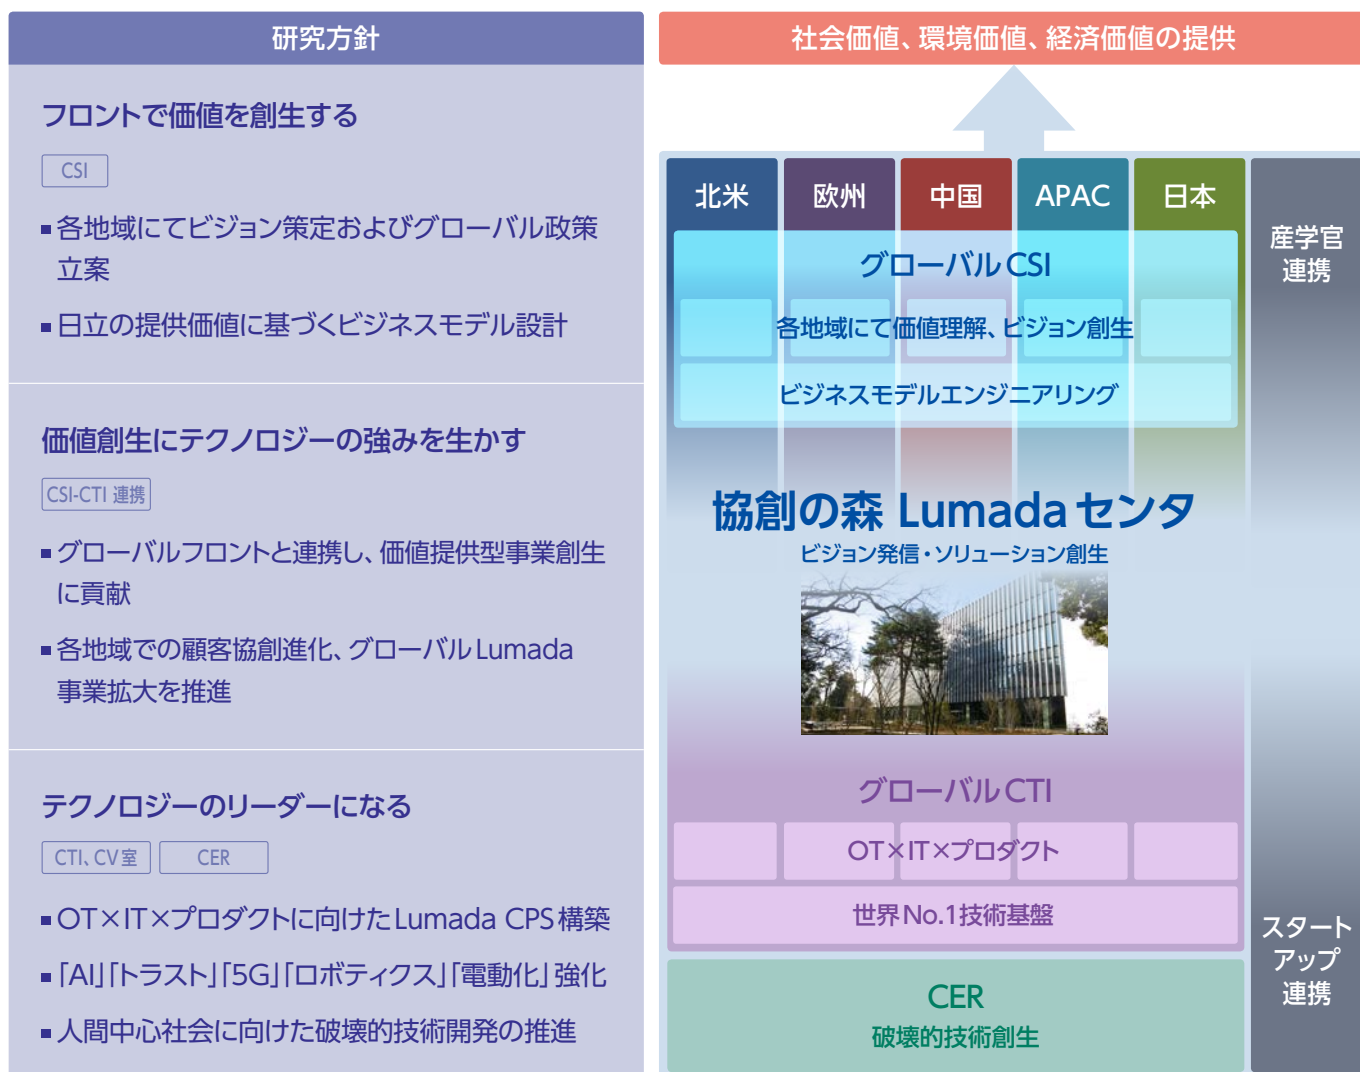 研究方針
フロントで価値を創生する
CSI
■各地域にてビジョン策定およびグローバル政策
立案
■日立の提供価値に基づくビジネスモデル設計
価値創生にテクノロジーの強みを生かす
CSI-CTI 連携
■グローバルフロントと連携し、価値提供型事業創生
に貢献
■各地域での顧客協創進化、グローバルLumada
事業拡大を推進
テクノロジーのリーダーになる
CTI、CV室 CER
■OT×IT×プロダクトに向けたLumada CPS構築
■「AI」「トラスト」「5G」「ロボティクス」「電動化」強化
■人間中心社会に向けた破壊的技術開発の推進
社会価値、環境価値、経済価値の提供
北米 欧州 中国 APAC 日本
グローバルCSI
各地域にて価値理解、ビジョン創生
ビジネスモデルエンジニアリング
協創の森 Lumadaセンタ
ビジョン発信・ソリューション創生
グローバルCTI
OT×IT×プロダクト
世界No.1技術基盤
CER
破壊的技術創生
産学官
連携
スタート
アップ
連携